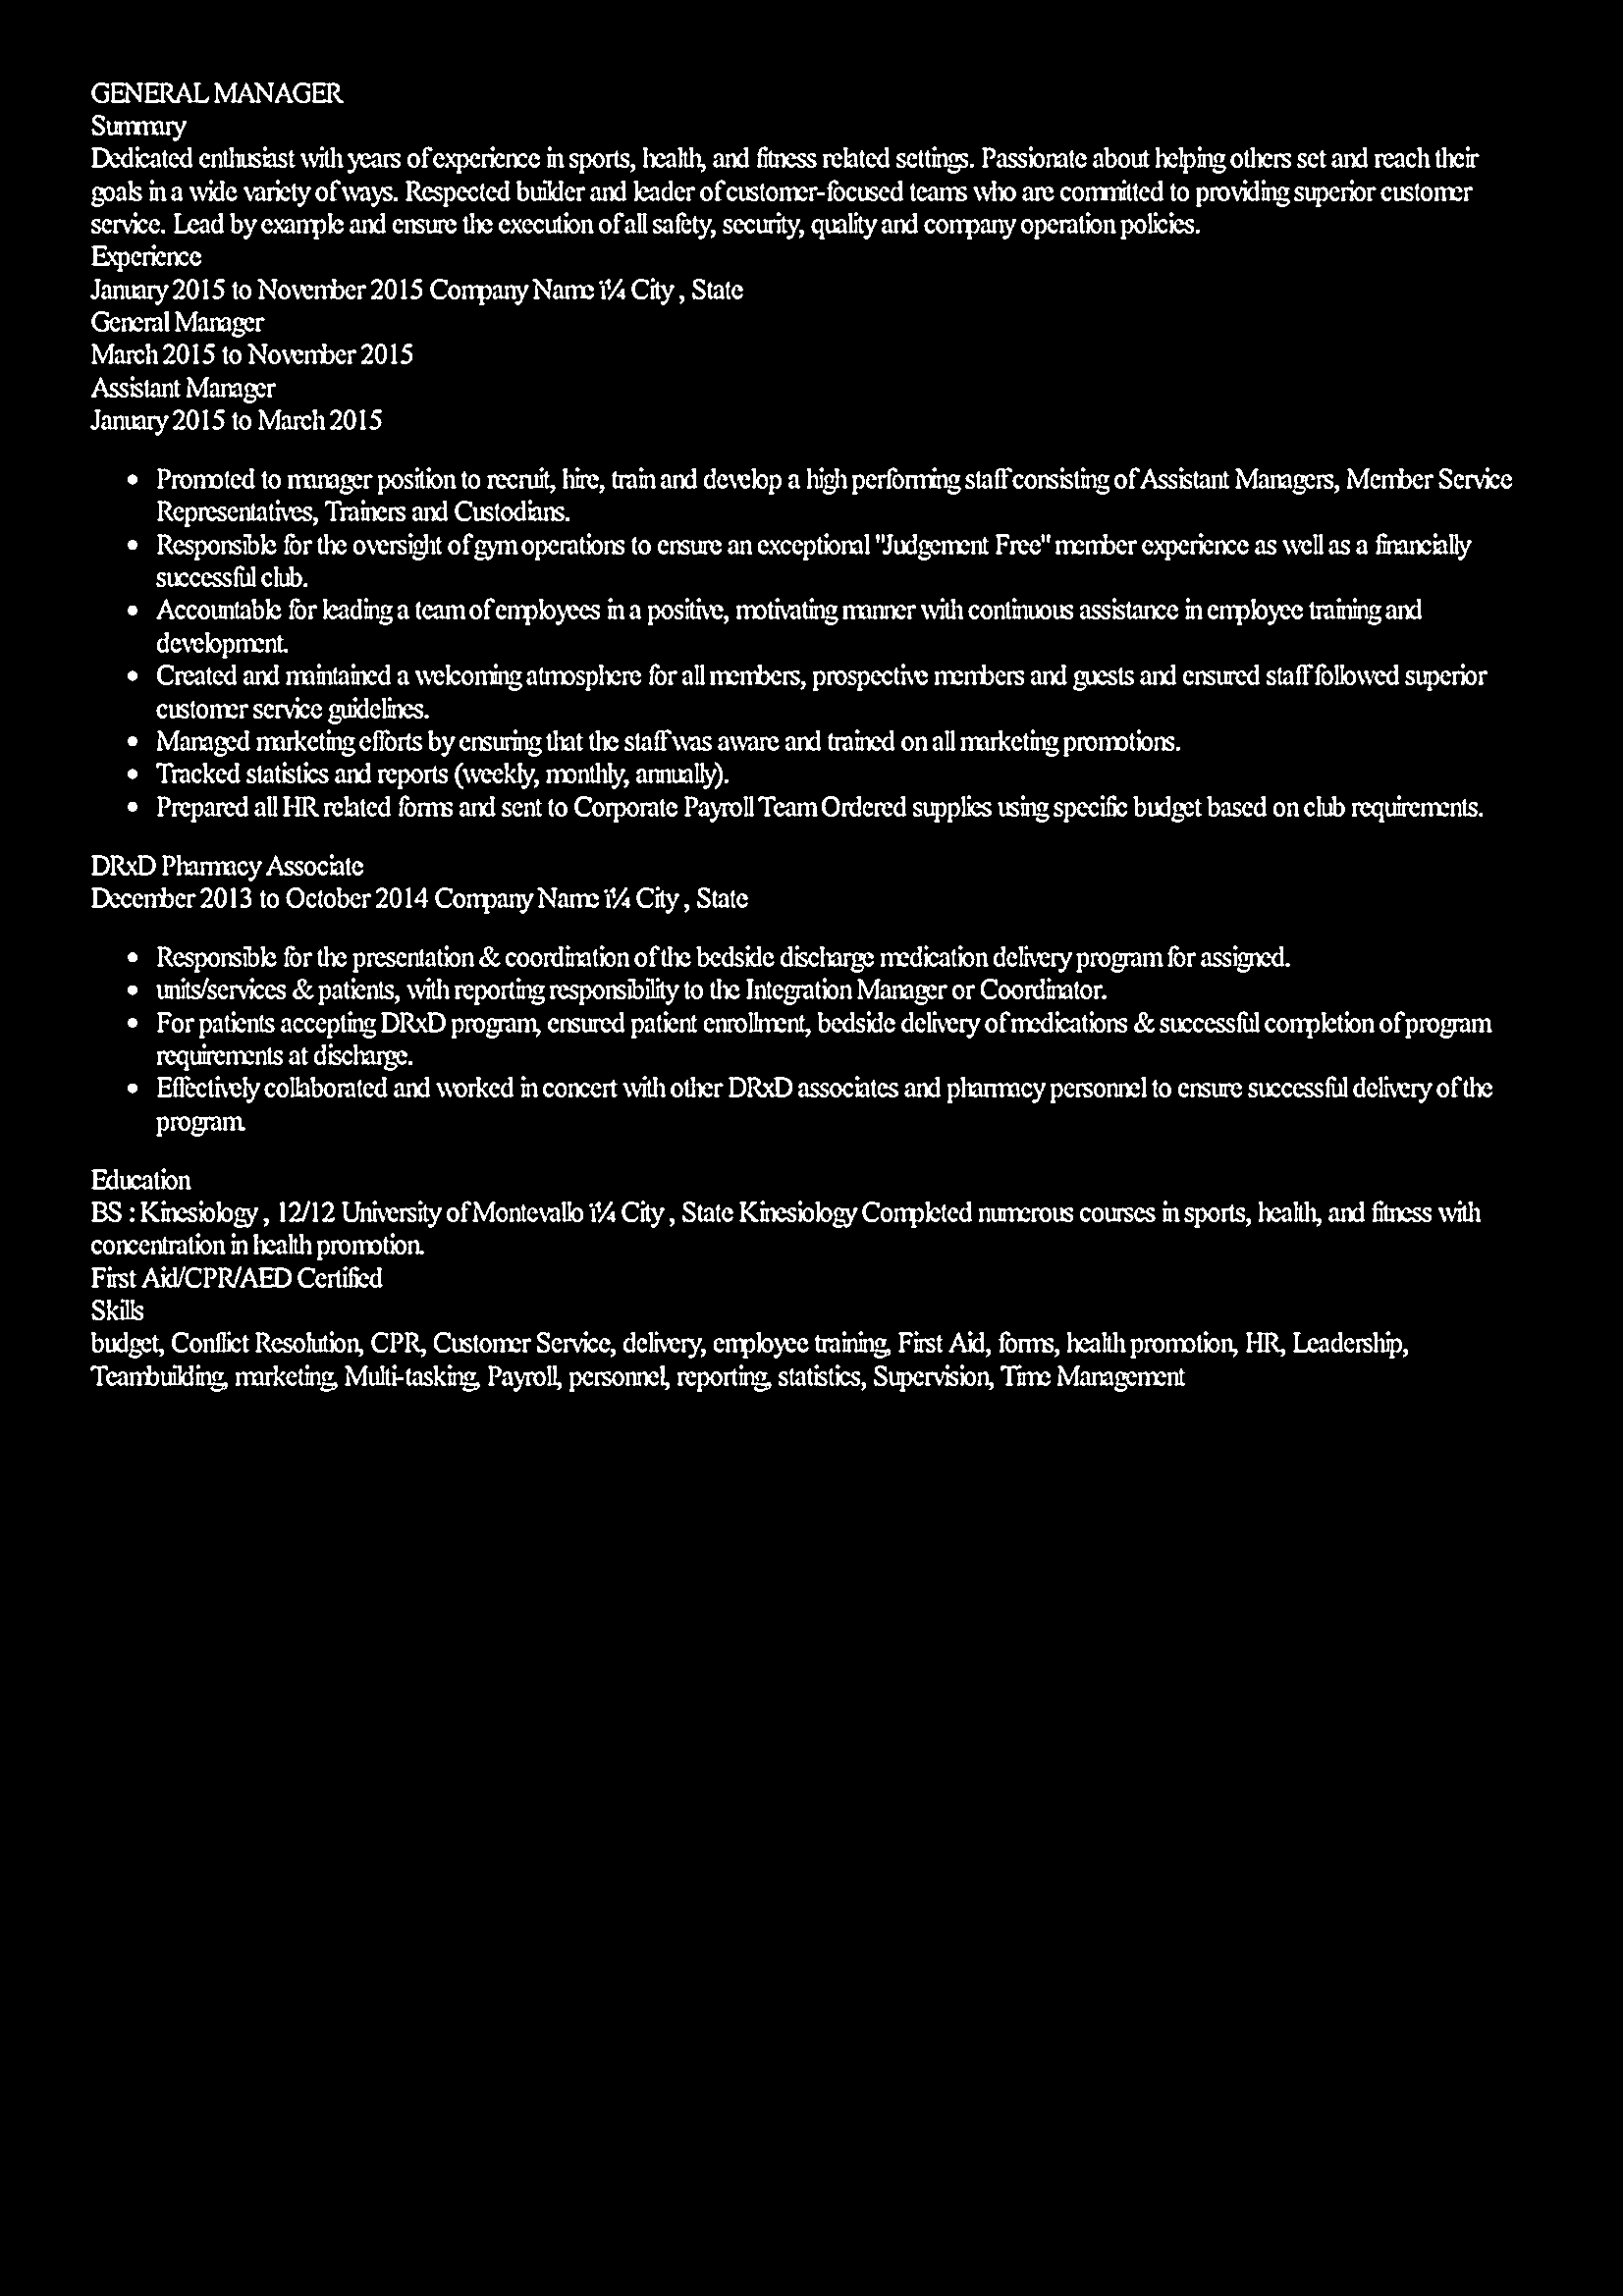 GENERAL MANAGER
Summary
Dedicated enthusiast with years of experience in sports, health, and fitness related settings. Passionate about helping others set and reach their
goals in a wide variety of ways. Respected builder and leader of customer-focused teams who are committed to providing superior customer
service. Lead by example and ensure the execution of all safety, security, quality and company operation policies.
Experience
January 2015 to November 2015 Company Name ï¼ City , State
General Manager
March 2015 to November 2015
Assistant Manager
January 2015 to March 2015
• Promoted to manager position to recruit, hire, train and develop a high performing staff consisting of Assistant Managers, Member Service
Representatives, Trainers and Custodians.
• Responsible for the oversight of gym operations to ensure an exceptional "Judgement Free" member experience as well as a financially
successful club.
• Accountable for leading a team of employees in a positive, motivating manner with continuous assistance in employee training and
development.
• Created and maintained a welcoming atmosphere for all members, prospective members and guests and ensured staff followed superior
customer service guidelines.
• Managed marketing efforts by ensuring that the staff was aware and trained on all marketing promotions.
• Tracked statistics and reports (weekly, monthly, annually).
• Prepared all HR related forms and sent to Corporate Payroll Team Ordered supplies using specific budget based on club requirements.
DRxD Pharmacy Associate
December 2013 to October 2014 Company Name ï¼ City , State
• Responsible for the presentation & coordination of the bedside discharge medication delivery program for assigned.
• units/services & patients, with reporting responsibility to the Integration Manager or Coordinator.
• For patients accepting DRxD program, ensured patient enrollment, bedside delivery of medications & successful completion of program
requirements at discharge.
• Effectively collaborated and worked in concert with other DRxD associates and pharmacy personnel to ensure successful delivery of the
program.
Education
BS : Kinesiology , 12/12 University of Montevallo ï¼ City , State Kinesiology Completed numerous courses in sports, health, and fitness with
concentration in health promotion.
First Aid/CPR/AED Certified
Skills
budget, Conflict Resolution, CPR, Customer Service, delivery, employee training, First Aid, forms, health promotion, HR, Leadership,
Teambuilding, marketing, Multi-tasking, Payroll, personnel, reporting, statistics, Supervision, Time Management